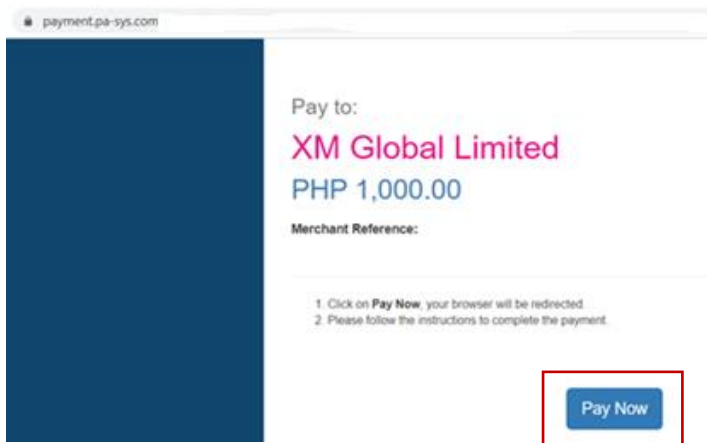 payment.pa-sys.com
Pay to:
XM Global Limited
PHP 1,000.00
Merchant Reference:
1. Click on Pay Now, your browser will be redirected.
2. Please follow the instructions to complete the payment.
Pay Now